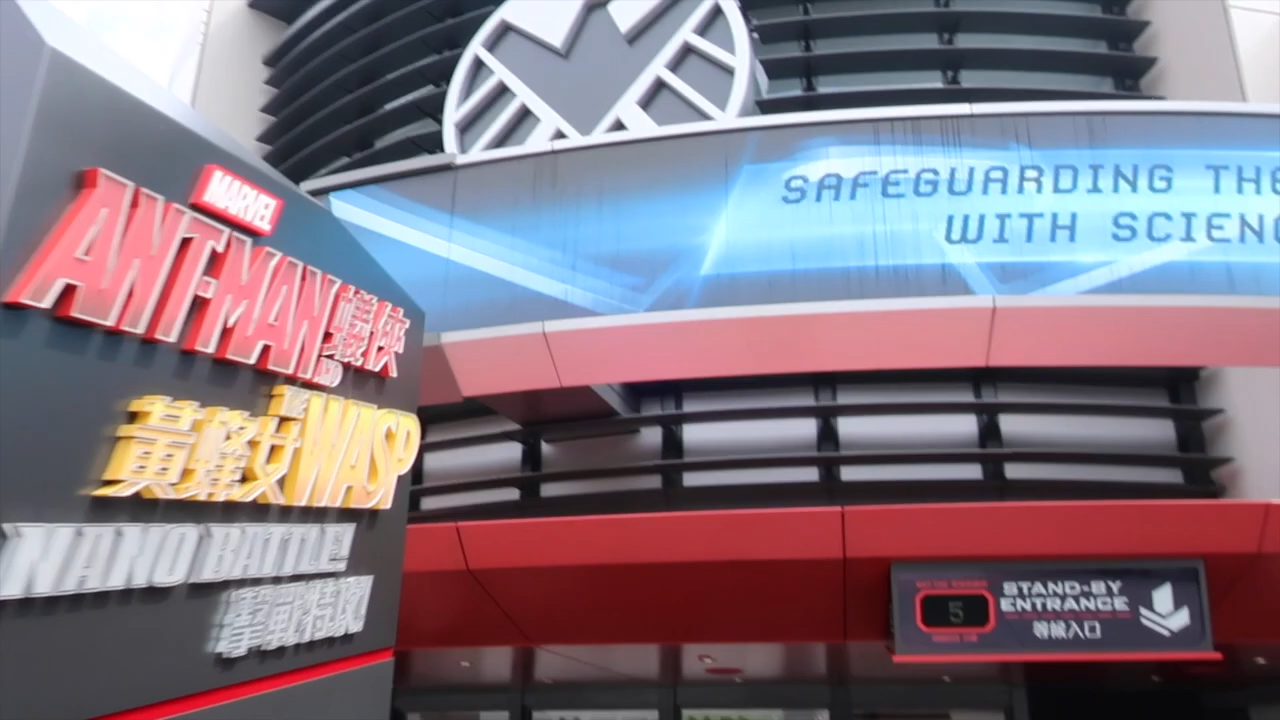 MARVEL
ANT-MAN 蟻俠
AND
THE
黃蜂女 WASP
NANO BATTLE!
擊戰特攻!
SAFEGUARDING THE
WITH SCIENC
5
STAND-BY
ENTRANCE
等候入口